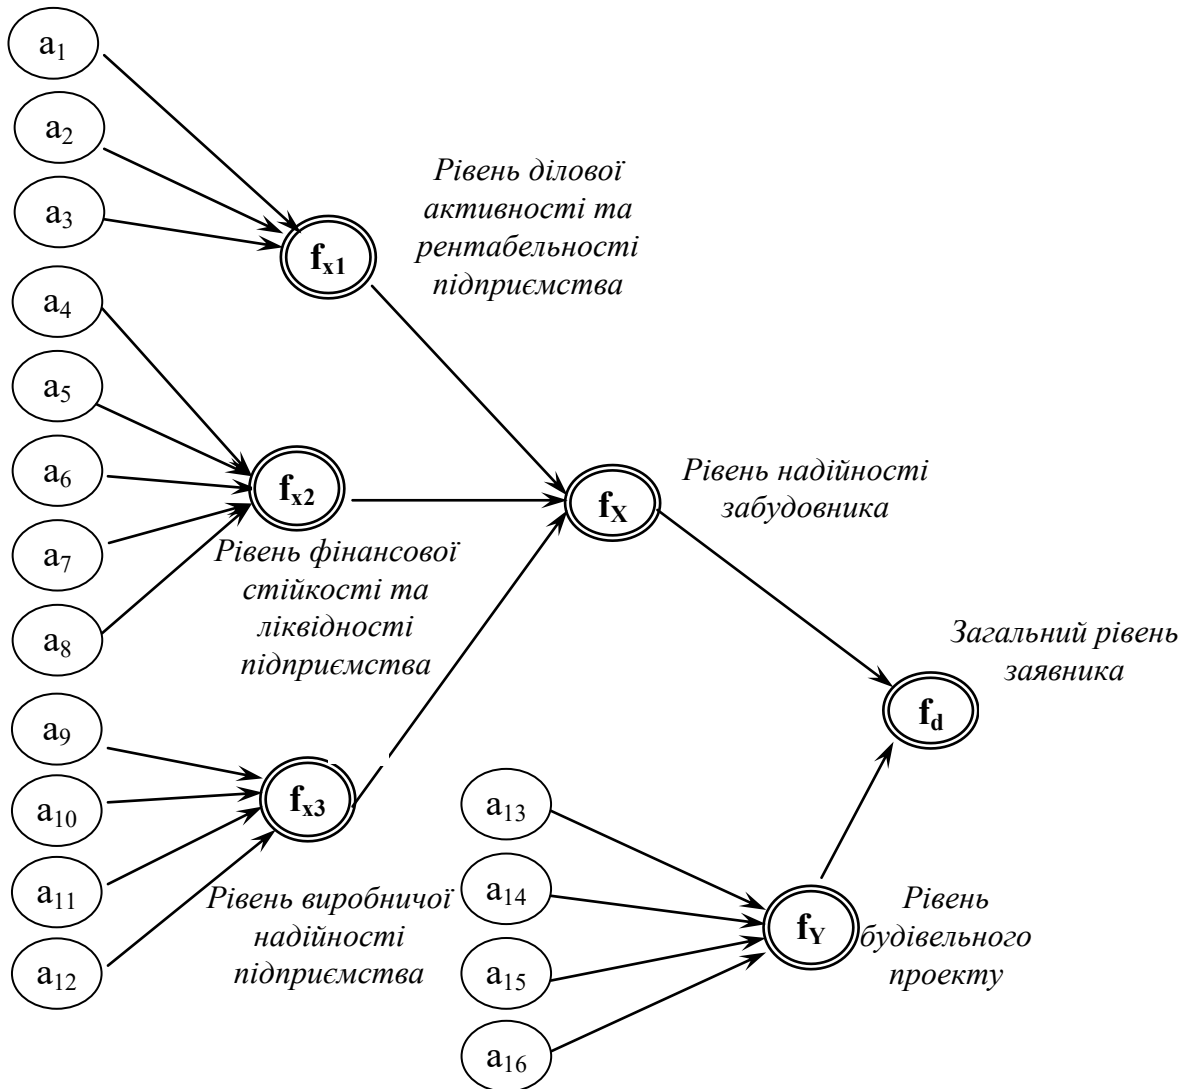 a1
a2
a3
Рівень ділової
активності та
рентабельності
підприємства
fx1
a4
a5
a6
a7
a8
fx2
Рівень фінансової
стійкості та
ліквідності
підприємства
fX
Рівень надійності
забудовника
Загальний рівень
заявника
fd
a9
a10
a11
a12
fx3
Рівень виробничої
надійності
підприємства
a13
a14
a15
a16
fY
Рівень
будівельного
проекту